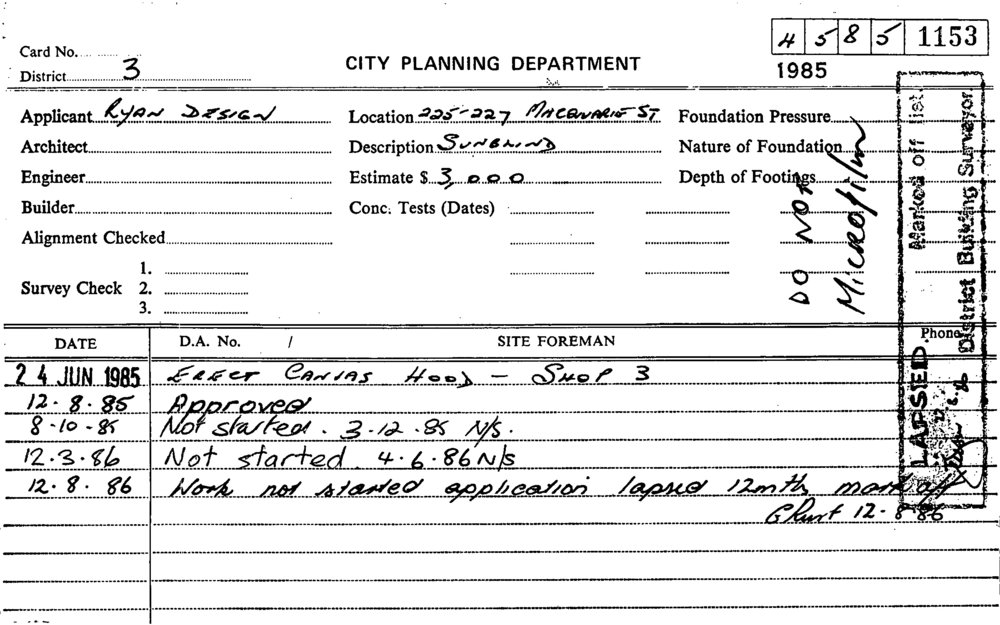 4 5 8 5 1153
1985
Card No.
District 3
CITY PLANNING DEPARTMENT
Applicant RYAN DESIGN
Location 225-227 MACQUARIE ST
Foundation Pressure
Architect
Description SUNBLIND
Nature of Foundation
Engineer
Estimate $ 3,000
Depth of Footings
Builder
Conc. Tests (Dates)
Alignment Checked
Survey Check
1.
2.
3.
DO NOT
Microfilm
LAPSED. Marked off list.
District Building Surveyor
DATE D.A. No. / SITE FOREMAN Phone
24 JUN 1985 ERECT CANVAS HOOD - SHOP 3
12.8.85 Approved
8-10-85 Not started. 3.12.85 N/S.
12.3.86 Not started. 4.6.86 N/S
12.8.86 Work not started application lapsed 12mth mark off
12.8.86